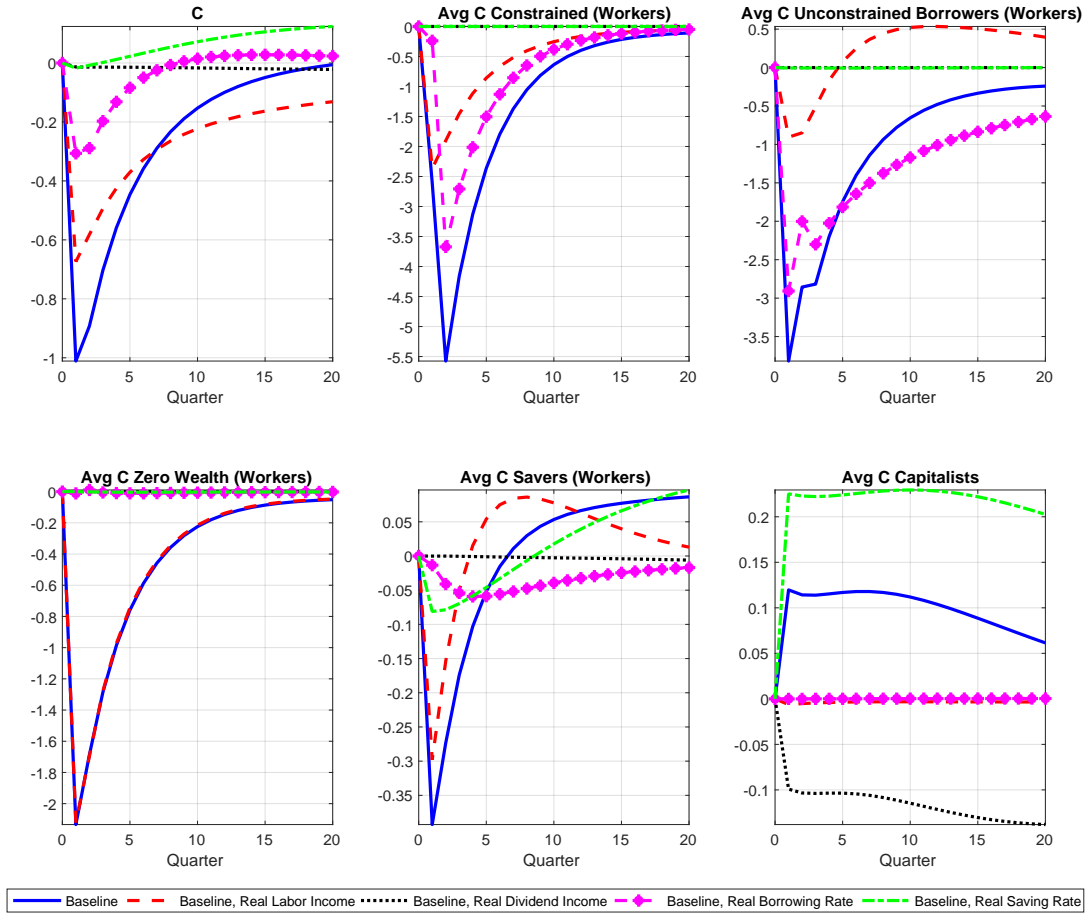 C
0
-0.2
-0.4
-0.6
-0.8
-1
0 5 10 15 20
Quarter
Avg C Constrained (Workers)
0
-0.5
-1
-1.5
-2
-2.5
-3
-3.5
-4
-4.5
-5
-5.5
0 5 10 15 20
Quarter
Avg C Unconstrained Borrowers (Workers)
0.5
0
-0.5
-1
-1.5
-2
-2.5
-3
-3.5
0 5 10 15 20
Quarter
Avg C Zero Wealth (Workers)
0
-0.2
-0.4
-0.6
-0.8
-1
-1.2
-1.4
-1.6
-1.8
-2
0 5 10 15 20
Quarter
Avg C Savers (Workers)
0.05
0
-0.05
-0.1
-0.15
-0.2
-0.25
-0.3
-0.35
0 5 10 15 20
Quarter
Avg C Capitalists
0.2
0.15
0.1
0.05
0
-0.05
-0.1
0 5 10 15 20
Quarter
Baseline Baseline, Real Labor Income Baseline, Real Dividend Income Baseline, Real Borrowing Rate Baseline, Real Saving Rate